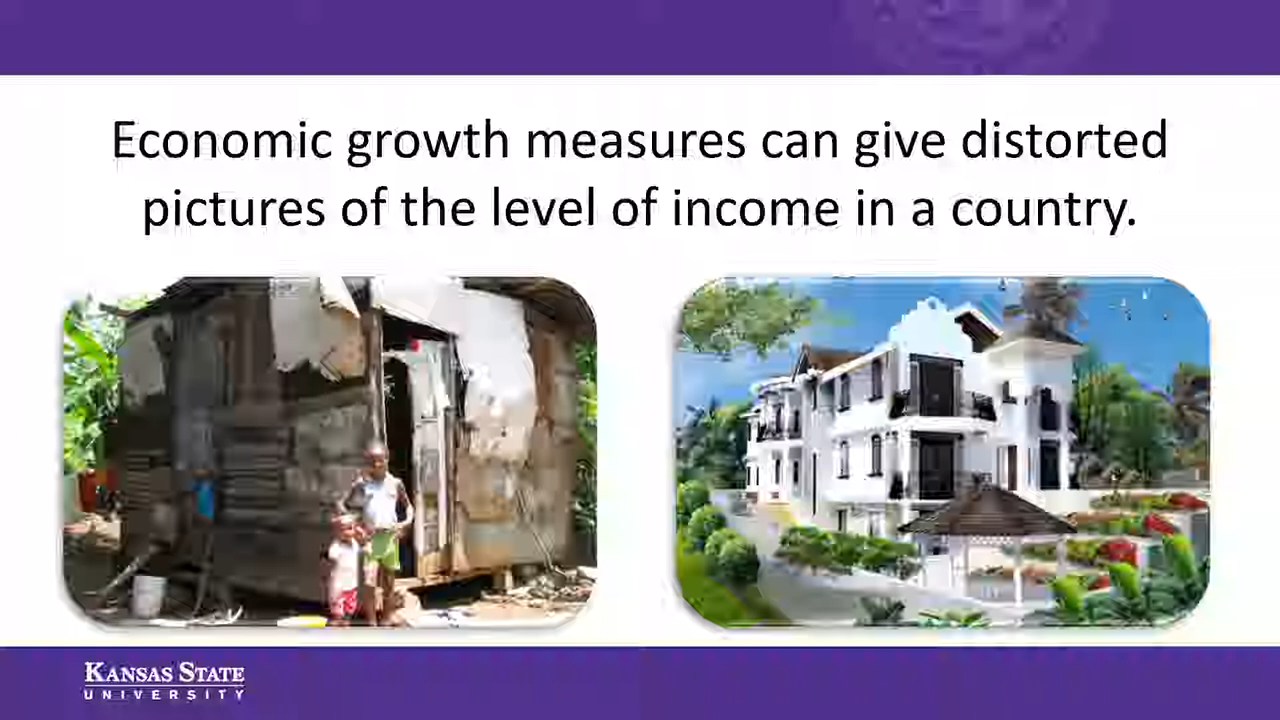 Economic growth measures can give distorted
pictures of the level of income in a country.
KANSAS STATE
UNIVERSITY